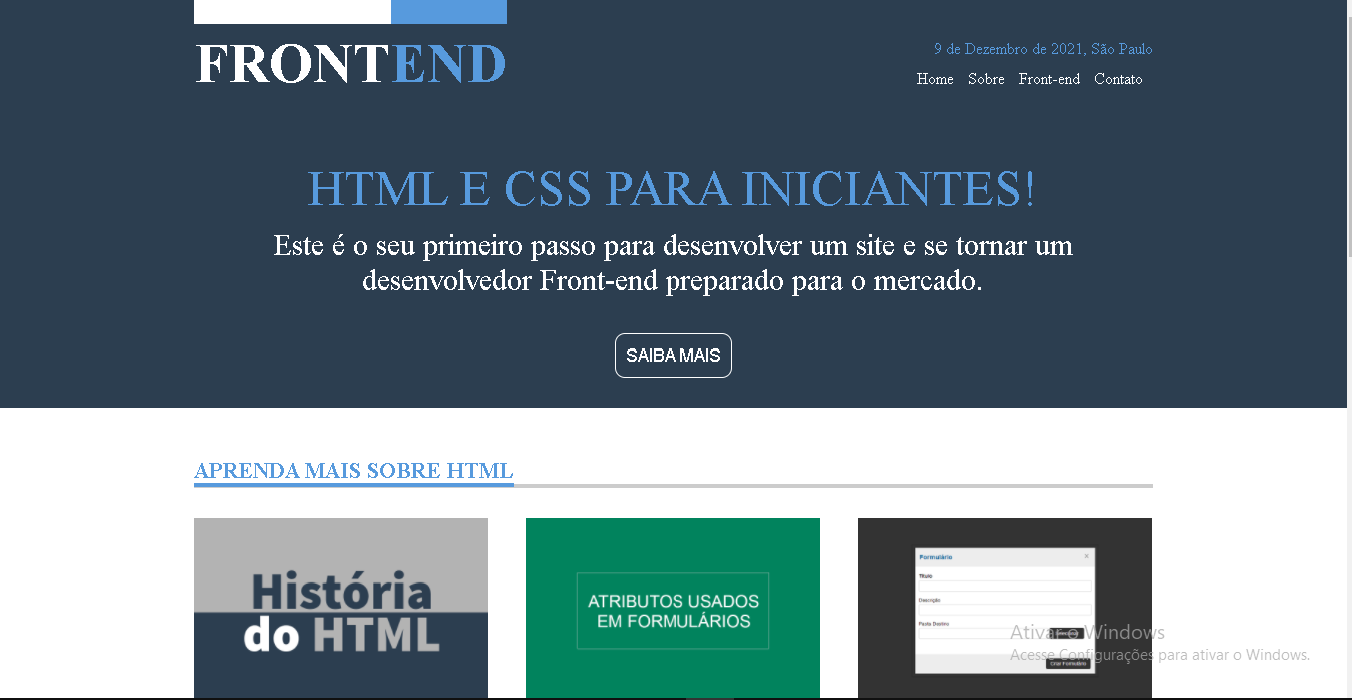 FRONTEND
9 de Dezembro de 2021, São Paulo
Home Sobre Front-end Contato
HTML E CSS PARA INICIANTES!
Este é o seu primeiro passo para desenvolver um site e se tornar um
desenvolvedor Front-end preparado para o mercado.
SAIBA MAIS
APRENDA MAIS SOBRE HTML
História
do HTML
ATRIBUTOS USADOS
EM FORMULÁRIOS
Formulário
Título
Descrição
Pasta Destino
Criar Formulário
Ativar o Windows
Acesse Configurações para ativar o Windows.